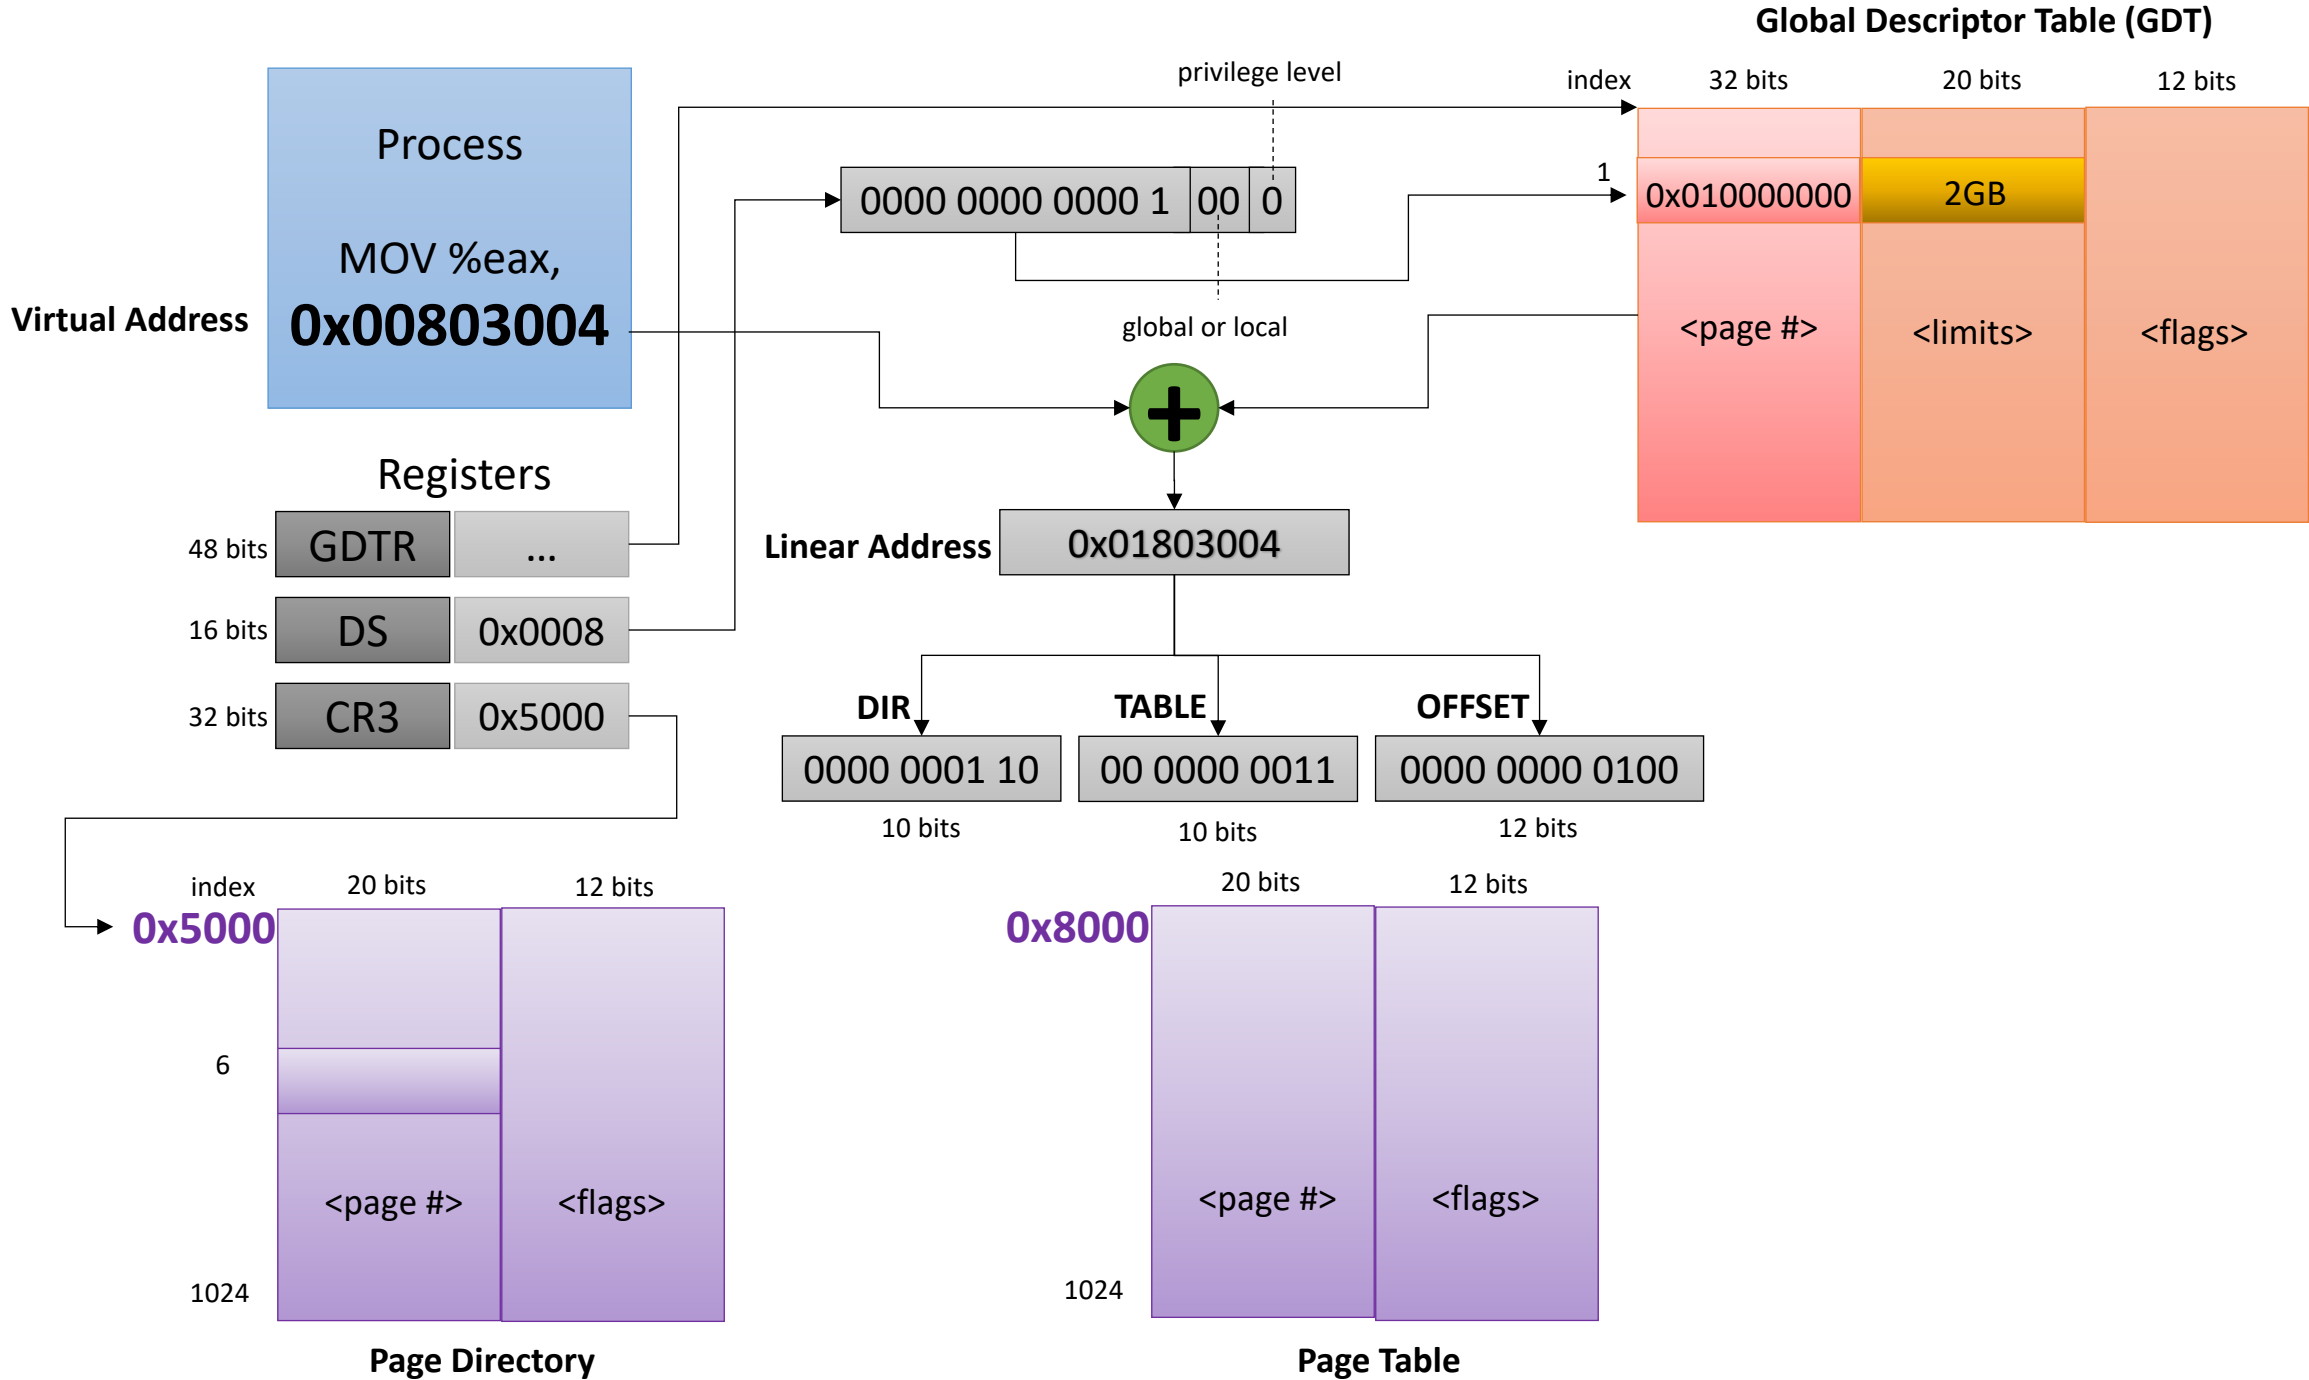 Global Descriptor Table (GDT)
privilege level
index
32 bits
20 bits
12 bits
Process
0000 0000 0000 1
00
0
1
0x010000000
2GB
MOV %eax,
Virtual Address
0x00803004
global or local
<page #>
<limits>
<flags>
+
Registers
48 bits
GDTR
...
Linear Address
0x01803004
16 bits
DS
0x0008
32 bits
CR3
0x5000
DIR
TABLE
OFFSET
0000 0001 10
00 0000 0011
0000 0000 0100
10 bits
10 bits
12 bits
index
20 bits
12 bits
20 bits
12 bits
0x5000
0x8000
6
<page #>
<flags>
<page #>
<flags>
1024
1024
Page Directory
Page Table